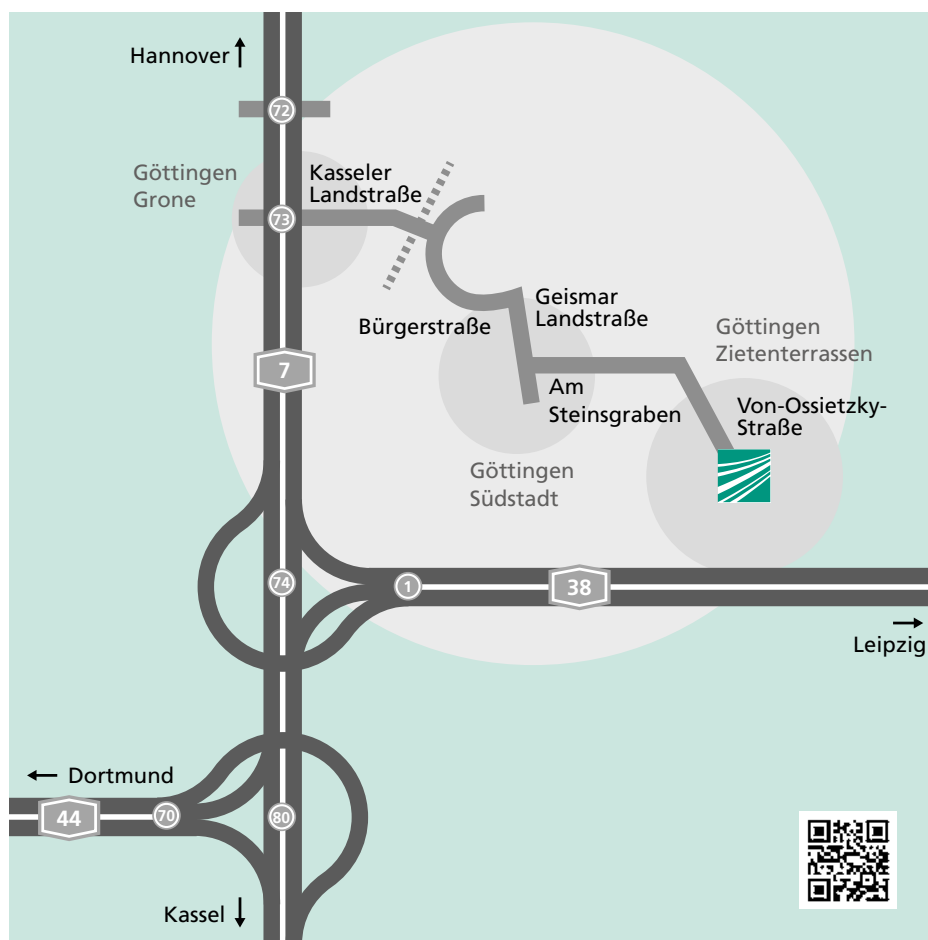 Hannover
72
Göttingen
Grone
Kasseler
Landstraße
73
Bürgerstraße
Geismar
Landstraße
Göttingen
Zietenterrassen
7
Am
Steinsgraben
Von-Ossietzky-
Straße
Göttingen
Südstadt
74
1
38
Leipzig
Dortmund
44
70
80
Kassel